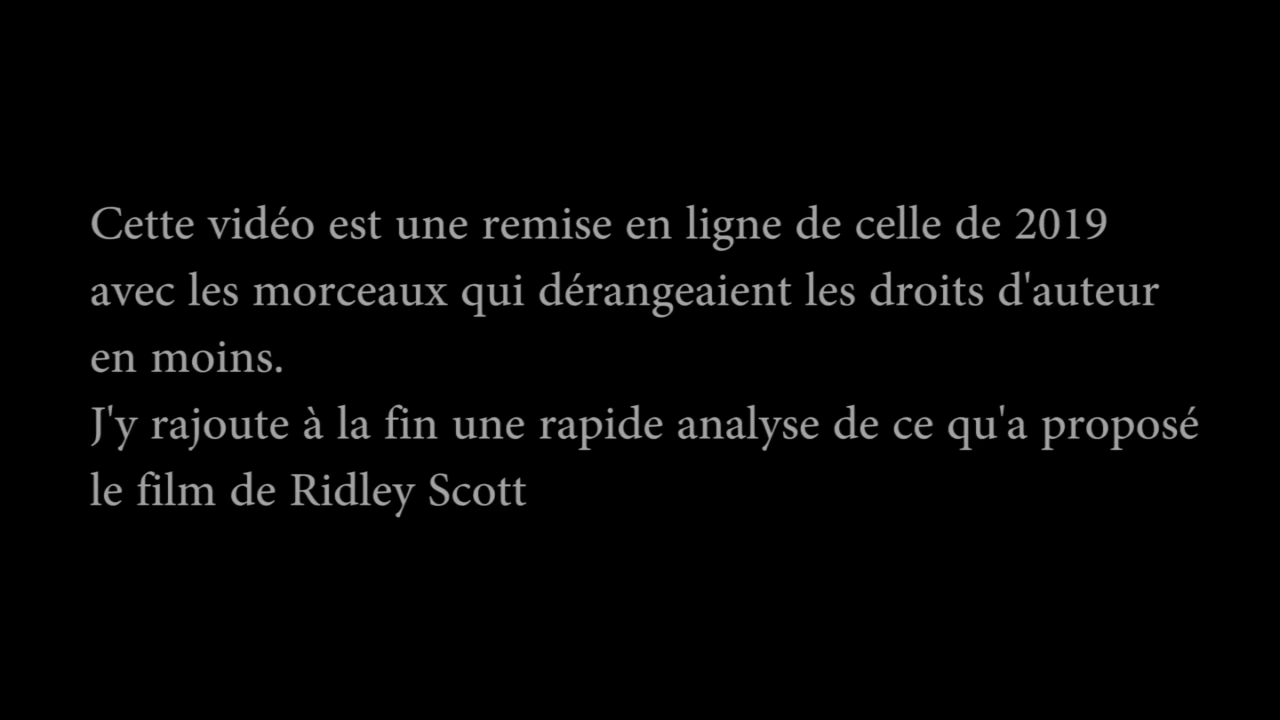 Cette vidéo est une remise en ligne de celle de 2019
avec les morceaux qui dérangeaient les droits d'auteur
en moins.
J'y rajoute à la fin une rapide analyse de ce qu'a proposé
le film de Ridley Scott